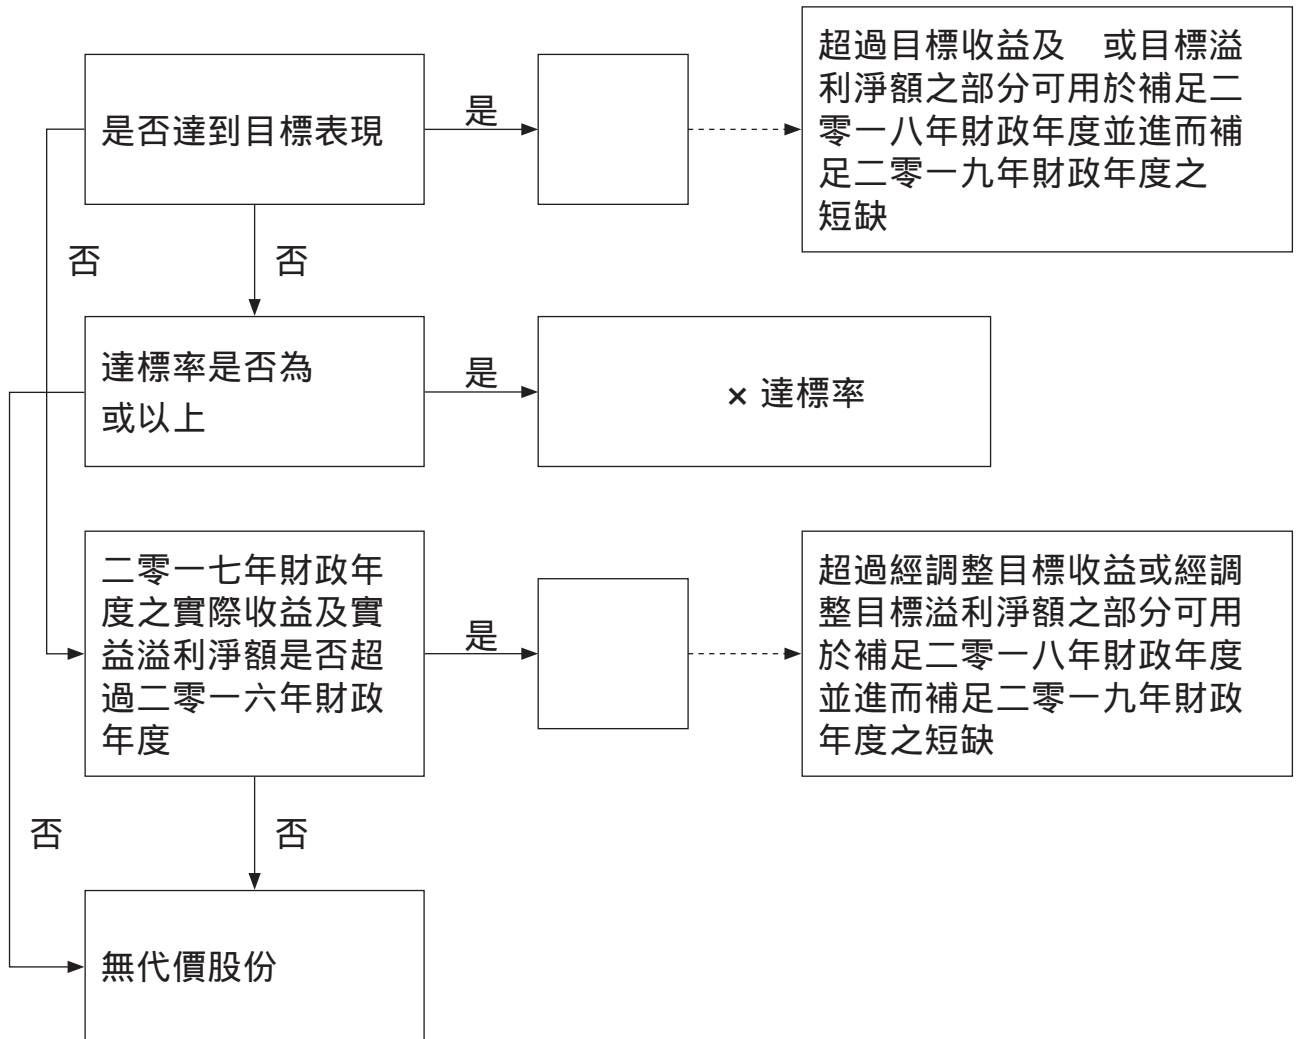 是否達到目標表現
是
超過目標收益及 或目標溢
利淨額之部分可用於補足二
零一八年財政年度並進而補
足二零一九年財政年度之
短缺
否
否
達標率是否為
或以上
是
× 達標率
二零一七年財政年
度之實際收益及實
益溢利淨額是否超
過二零一六年財政
年度
是
超過經調整目標收益或經調
整目標溢利淨額之部分可用
於補足二零一八年財政年度
並進而補足二零一九年財政
年度之短缺
否
否
無代價股份